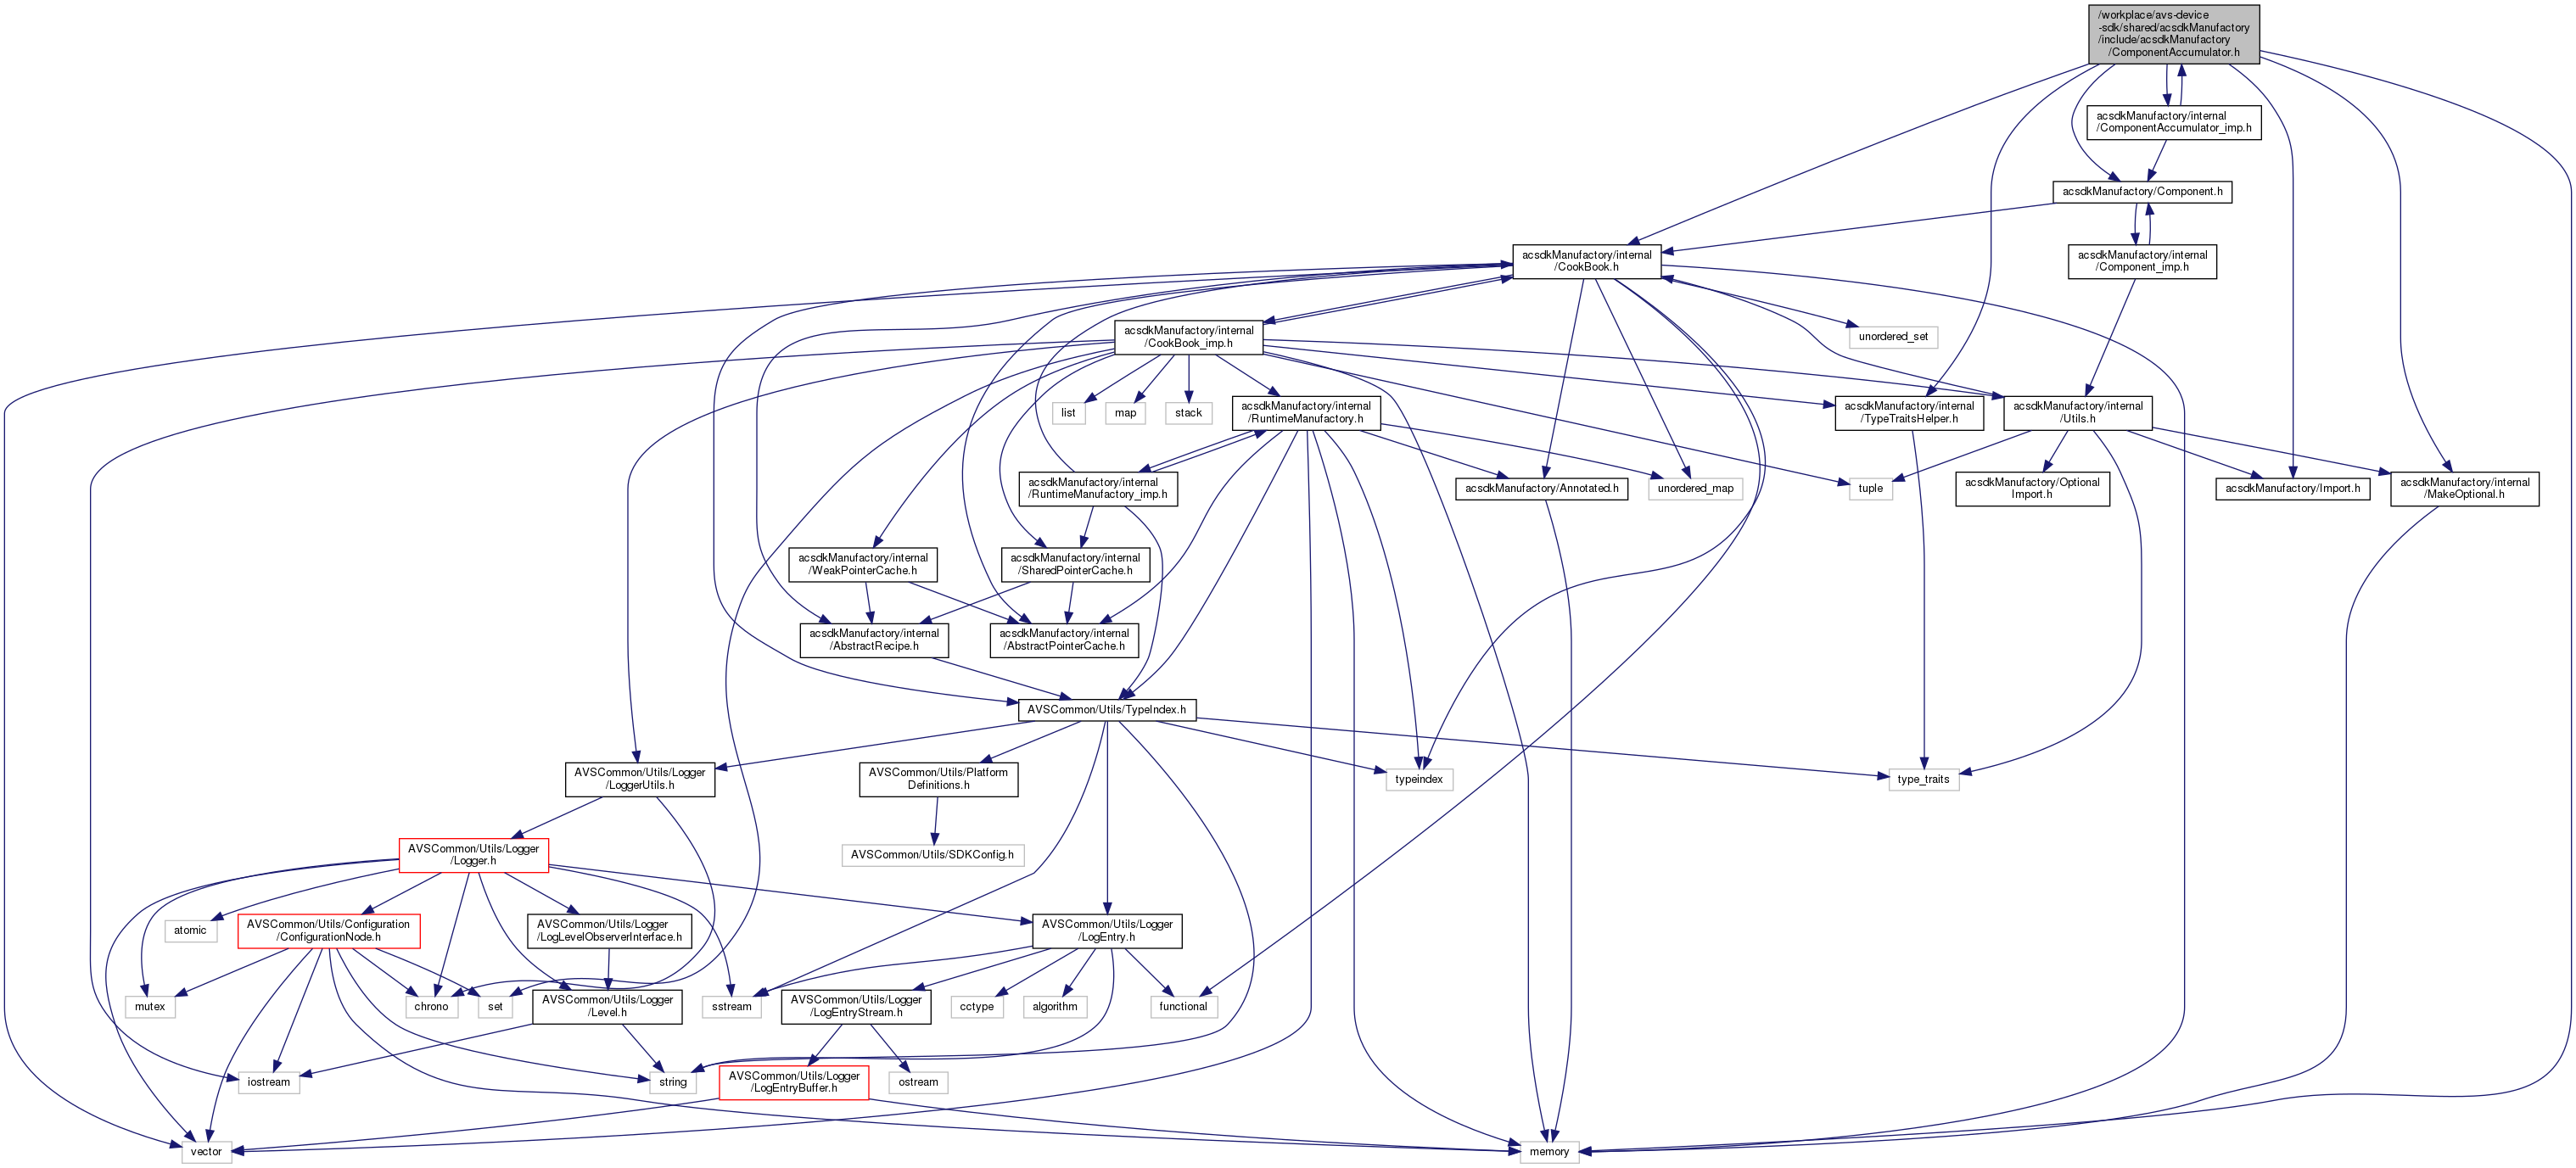 /workplace/avs-device
-sdk/shared/acsdkManufactory
/include/acsdkManufactory
/ComponentAccumulator.h
acsdkManufactory/internal
/ComponentAccumulator_imp.h
acsdkManufactory/Component.h
acsdkManufactory/internal
/CookBook.h
acsdkManufactory/internal
/Component_imp.h
acsdkManufactory/internal
/CookBook_imp.h
unordered_set
list
map
stack
acsdkManufactory/internal
/RuntimeManufactory.h
acsdkManufactory/internal
/TypeTraitsHelper.h
acsdkManufactory/internal
/Utils.h
acsdkManufactory/internal
/RuntimeManufactory_imp.h
acsdkManufactory/Annotated.h
unordered_map
tuple
acsdkManufactory/Optional
Import.h
acsdkManufactory/Import.h
acsdkManufactory/internal
/MakeOptional.h
acsdkManufactory/internal
/WeakPointerCache.h
acsdkManufactory/internal
/SharedPointerCache.h
acsdkManufactory/internal
/AbstractRecipe.h
acsdkManufactory/internal
/AbstractPointerCache.h
AVSCommon/Utils/TypeIndex.h
AVSCommon/Utils/Logger
/LoggerUtils.h
AVSCommon/Utils/Platform
Definitions.h
typeindex
type_traits
AVSCommon/Utils/Logger
/Logger.h
AVSCommon/Utils/SDKConfig.h
atomic
AVSCommon/Utils/Configuration
/ConfigurationNode.h
AVSCommon/Utils/Logger
/LogLevelObserverInterface.h
AVSCommon/Utils/Logger
/LogEntry.h
mutex
chrono
set
AVSCommon/Utils/Logger
/Level.h
sstream
AVSCommon/Utils/Logger
/LogEntryStream.h
cctype
algorithm
functional
iostream
string
AVSCommon/Utils/Logger
/LogEntryBuffer.h
ostream
vector
memory